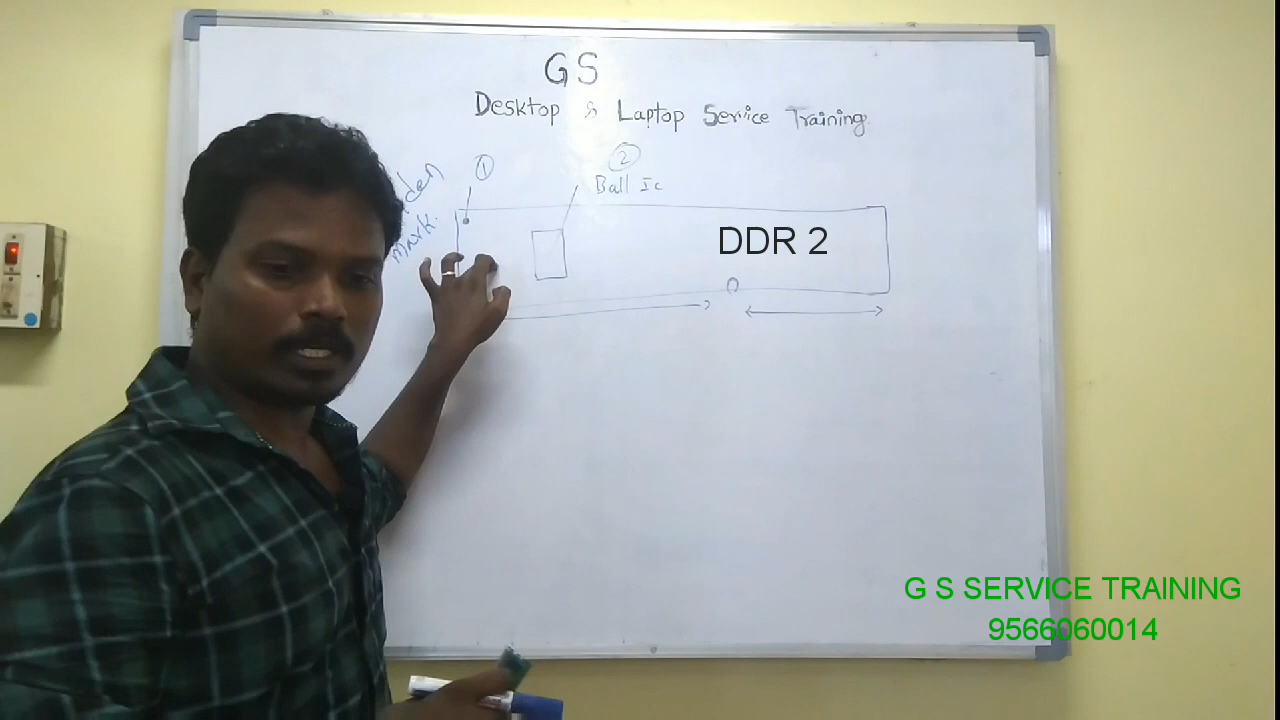 GS
Desktop & Laptop Service Training
①
②
Mark.
Ball Ic
DDR 2
G S SERVICE TRAINING
9566060014